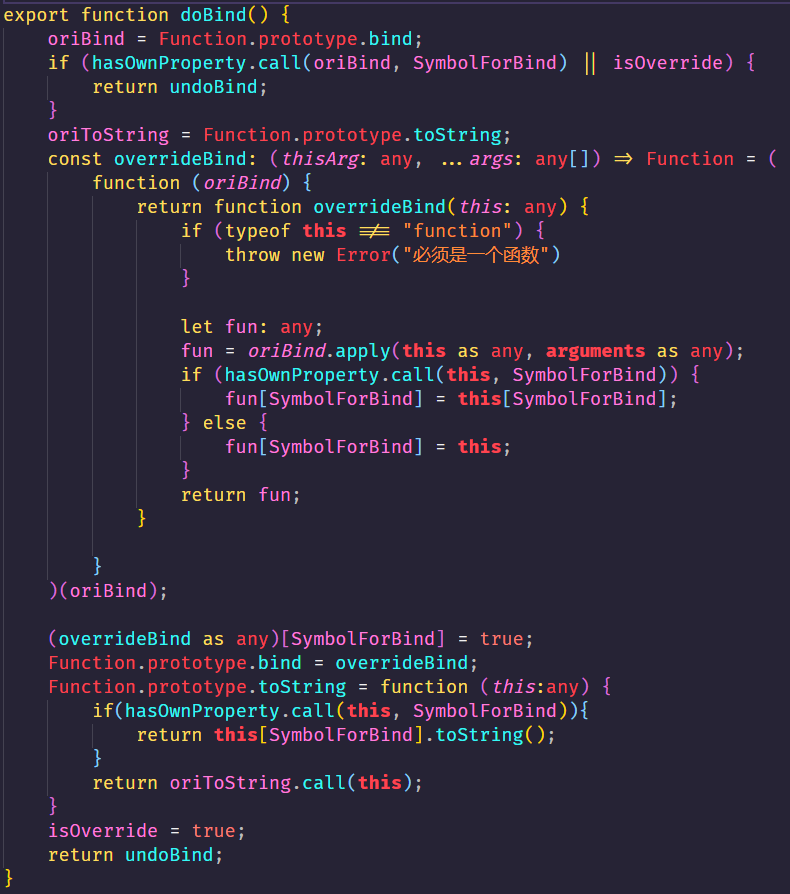 export function doBind() {
    oriBind = Function.prototype.bind;
    if (hasOwnProperty.call(oriBind, SymbolForBind) || isOverride) {
        return undoBind;
    }
    oriToString = Function.prototype.toString;
    const overrideBind: (thisArg: any, ...args: any[]) => Function = (
        function (oriBind) {
            return function overrideBind(this: any) {
                if (typeof this !== "function") {
                    throw new Error("必须是一个函数")
                }

                let fun: any;
                fun = oriBind.apply(this as any, arguments as any);
                if (hasOwnProperty.call(this, SymbolForBind)) {
                    fun[SymbolForBind] = this[SymbolForBind];
                } else {
                    fun[SymbolForBind] = this;
                }
                return fun;
            }

        }
    )(oriBind);

    (overrideBind as any)[SymbolForBind] = true;
    Function.prototype.bind = overrideBind;
    Function.prototype.toString = function (this:any) {
        if(hasOwnProperty.call(this, SymbolForBind)){
            return this[SymbolForBind].toString();
        }
        return oriToString.call(this);
    }
    isOverride = true;
    return undoBind;
}